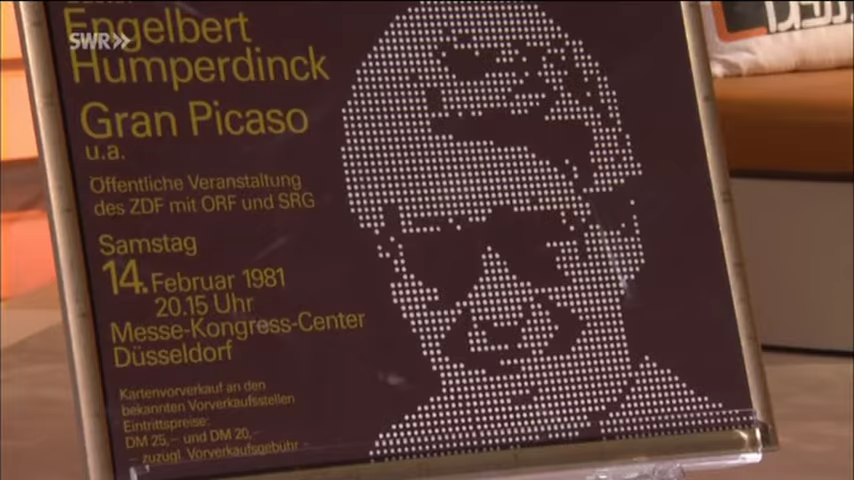 SWR»
Engelbert
Humperdinck
Gran Picaso
u.a.
Öffentliche Veranstaltung
des ZDF mit ORF und SRG
Samstag
14. Februar 1981
20.15 Uhr
Messe-Kongress-Center
Düsseldorf
Kartenvorverkauf an den
bekannten Vorverkaufsstellen
Eintrittspreise:
DM 25,- und DM 20,-
- zuzügl. Vorverkaufsgebühr -